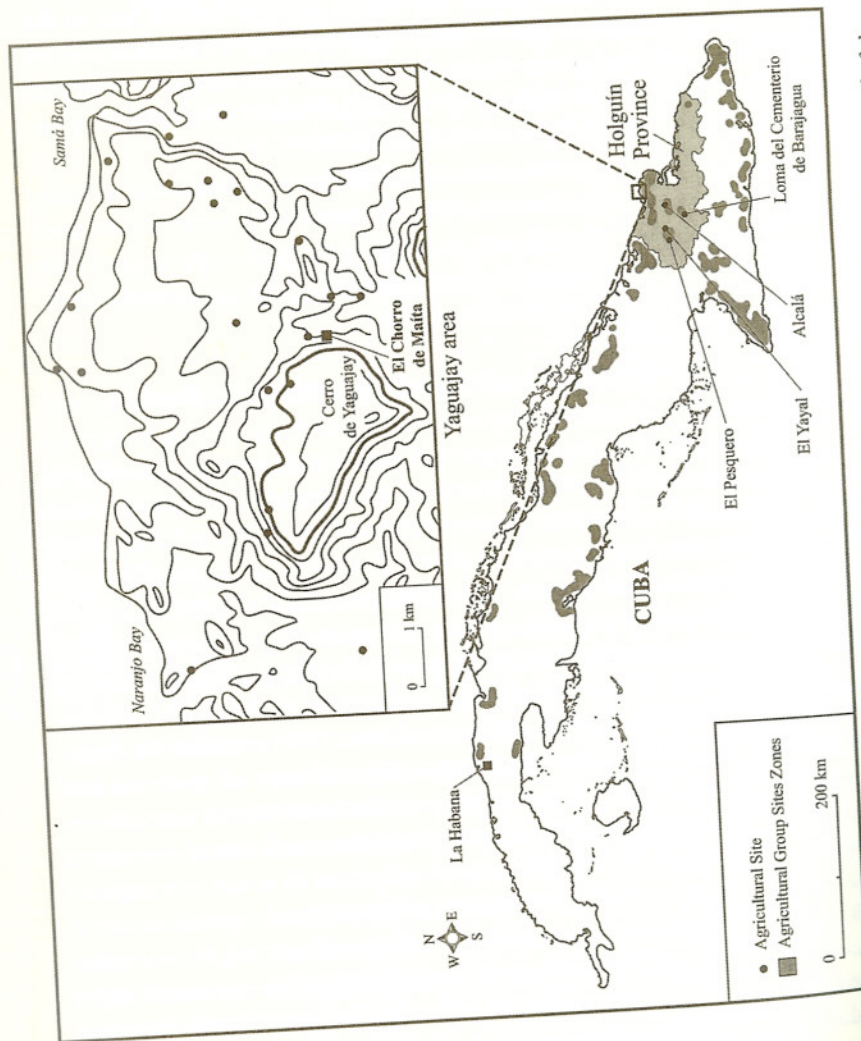 Samá Bay
Naranjo Bay
Cerro
de Yaguajay
El Chorro
de Maíta
0 1 km
Yaguajay area
Holguín
Province
Loma del Cementerio
de Barajagua
Alcalá
El Yayal
El Pesquero
CUBA
La Habana
N
W E
S
Agricultural Site
Agricultural Group Sites Zones
0 200 km